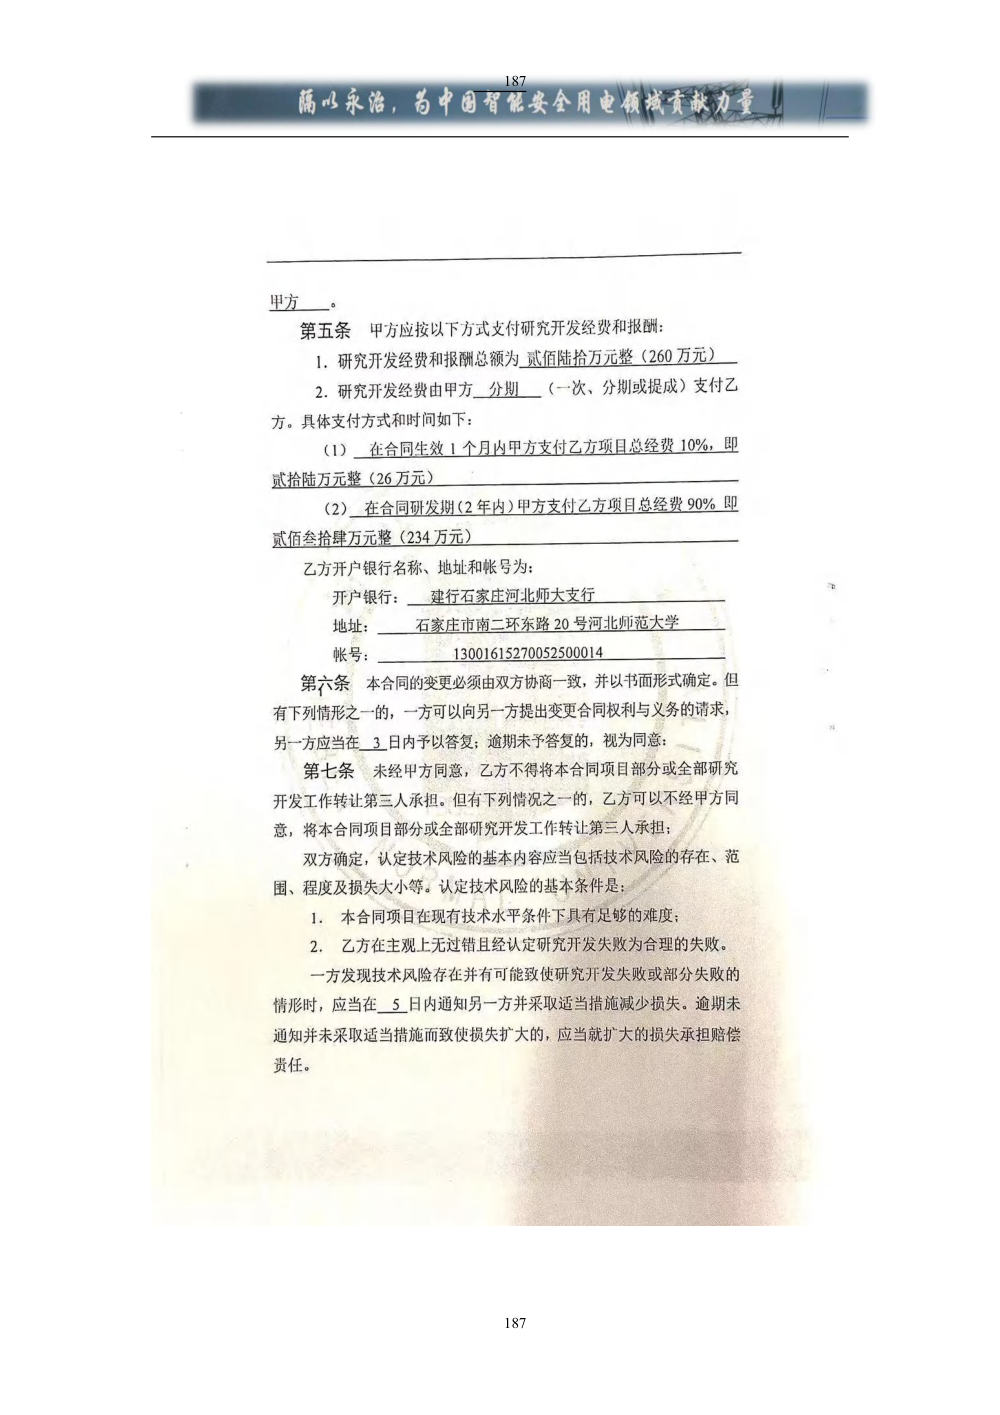 187
隔以永治，为中国智能安全用电领域贡献力量
甲方　　。
第五条　甲方应按以下方式支付研究开发经费和报酬：
1．研究开发经费和报酬总额为 贰佰陆拾万元整（260 万元）
2．研究开发经费由甲方 分期 （一次、分期或提成）支付乙
方。具体支付方式和时间如下：
（1） 在合同生效 1 个月内甲方支付乙方项目总经费 10%，即
贰拾陆万元整（26 万元）
（2） 在合同研发期（2 年内）甲方支付乙方项目总经费 90% 即
贰佰叁拾肆万元整（234 万元）
乙方开户银行名称、地址和帐号为：
开户银行： 建行石家庄河北师大支行
地址： 石家庄市南二环东路 20 号河北师范大学
帐号： 13001615270052500014
第六条　本合同的变更必须由双方协商一致，并以书面形式确定。但
有下列情形之一的，一方可以向另一方提出变更合同权利与义务的请求，
另一方应当在 3 日内予以答复；逾期未予答复的，视为同意：
第七条　未经甲方同意，乙方不得将本合同项目部分或全部研究
开发工作转让第三人承担。但有下列情况之一的，乙方可以不经甲方同
意，将本合同项目部分或全部研究开发工作转让第三人承担；
双方确定，认定技术风险的基本内容应当包括技术风险的存在、范
围、程度及损失大小等。认定技术风险的基本条件是：
1． 本合同项目在现有技术水平条件下具有足够的难度；
2． 乙方在主观上无过错且经认定研究开发失败为合理的失败。
一方发现技术风险存在并有可能致使研究开发失败或部分失败的
情形时，应当在 5 日内通知另一方并采取适当措施减少损失。逾期未
通知并未采取适当措施而致使损失扩大的，应当就扩大的损失承担赔偿
责任。
187